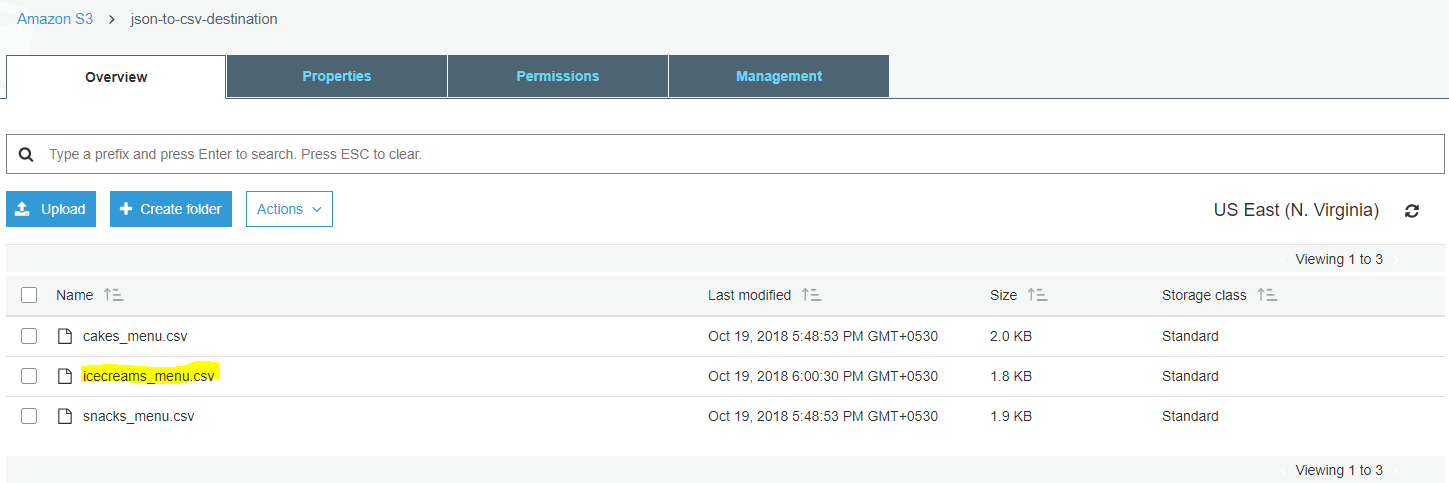 Amazon S3 > json-to-csv-destination
Overview Properties Permissions Management
Type a prefix and press Enter to search. Press ESC to clear.
Upload Create folder Actions US East (N. Virginia)
Viewing 1 to 3
Name Last modified Size Storage class
cakes_menu.csv Oct 19, 2018 5:48:53 PM GMT+0530 2.0 KB Standard
icecreams_menu.csv Oct 19, 2018 6:00:30 PM GMT+0530 1.8 KB Standard
snacks_menu.csv Oct 19, 2018 5:48:53 PM GMT+0530 1.9 KB Standard
Viewing 1 to 3